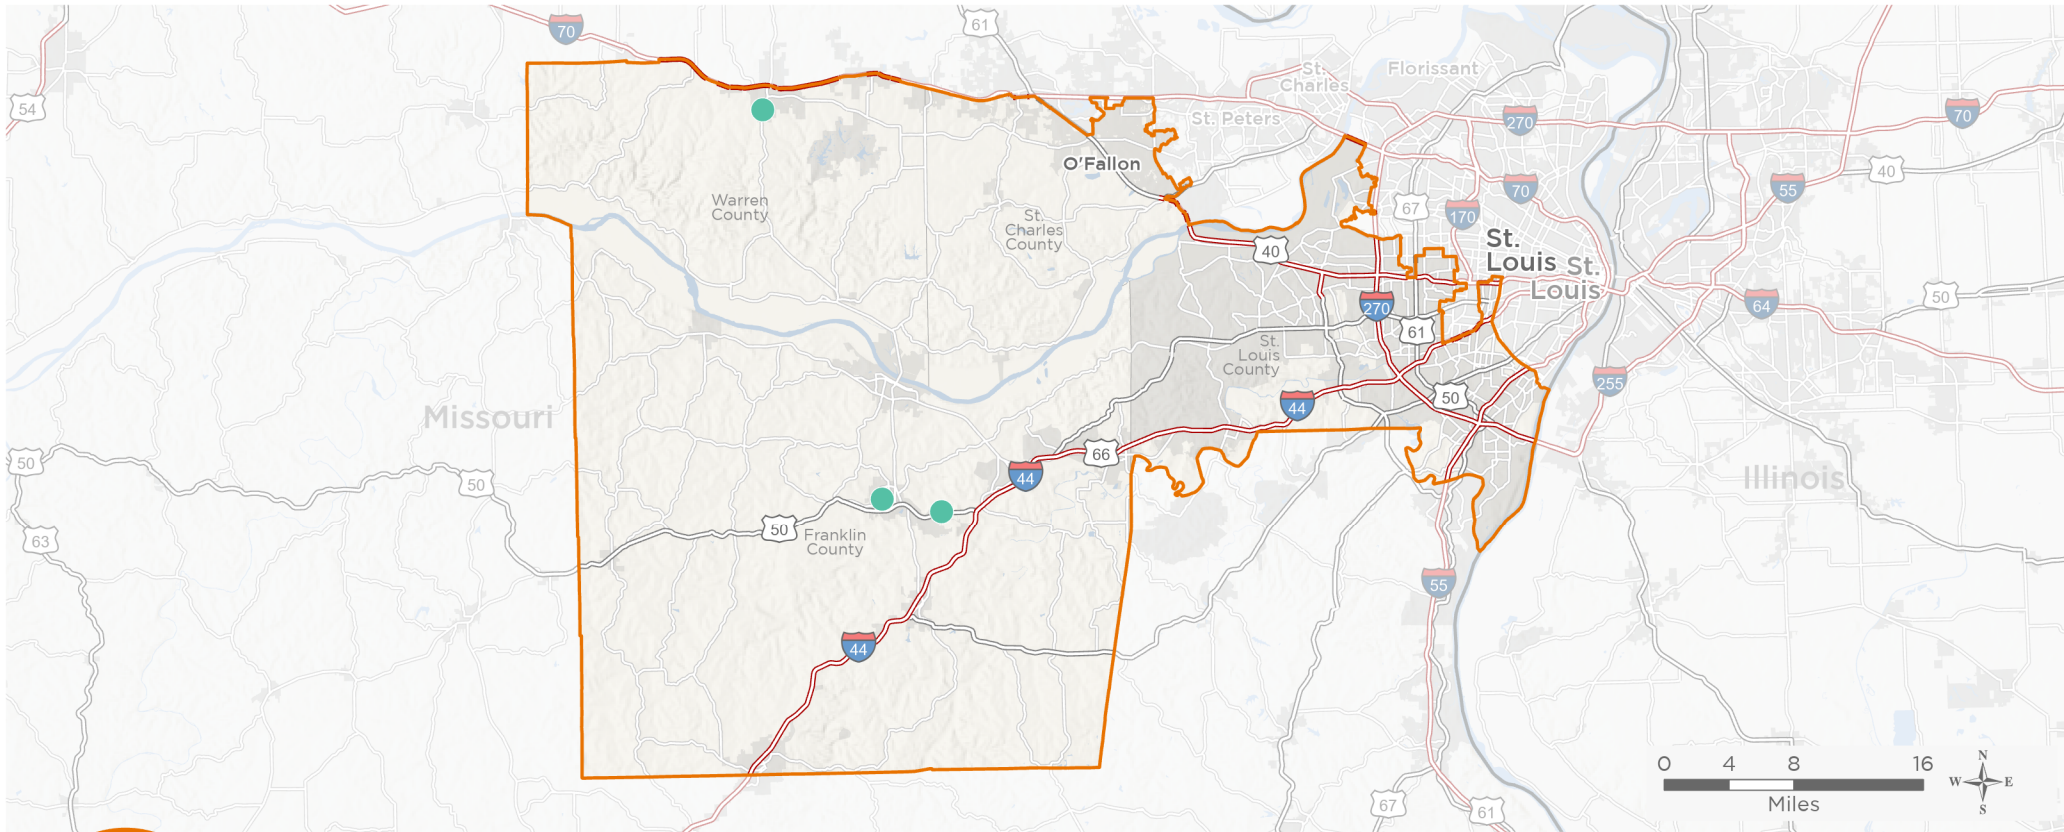 70
61
54
St.
Charles
Florissant
270
70
St. Peters
O'Fallon
40
55
70
67
170
Warren
County
St.
Charles
County
St.
Louis
St.
Louis
40
50
64
270
61
St.
Louis
County
255
50
44
Missouri
66
44
50
50
Illinois
63
50
Franklin
County
55
44
0 4 8 16
Miles
N
W E
S
67
61